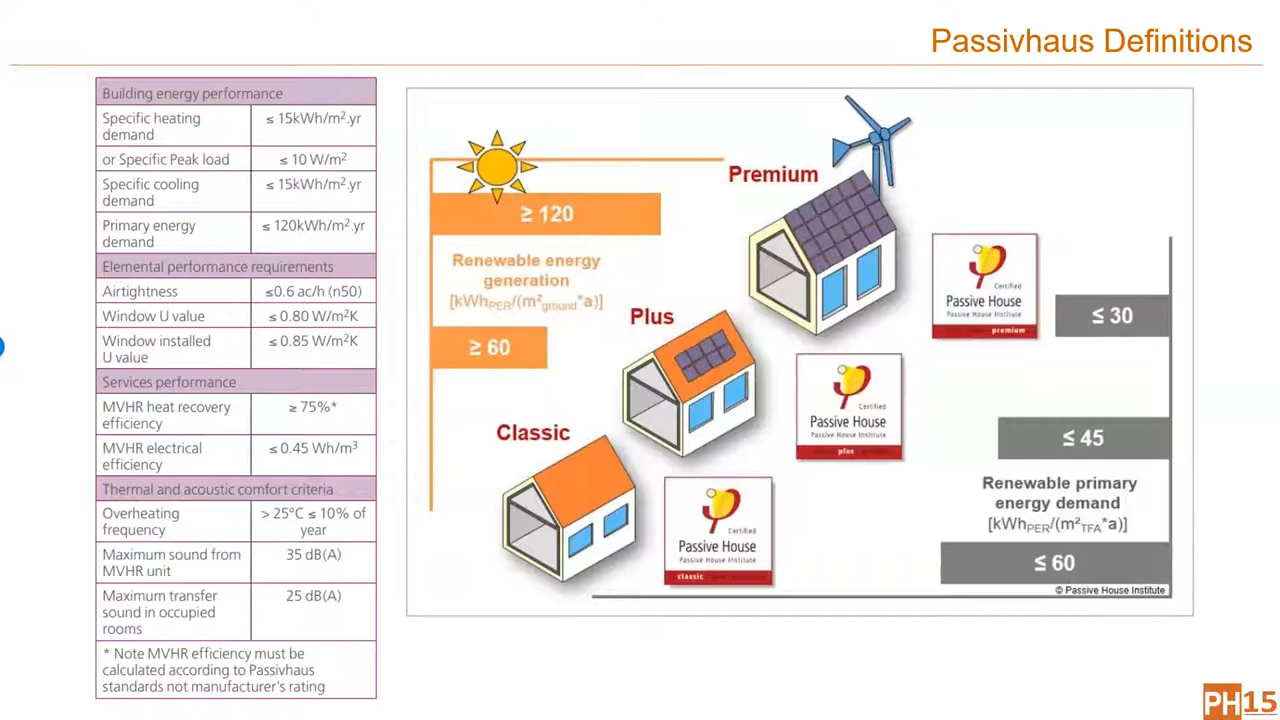 Passivhaus Definitions
Building energy performance
Specific heating demand ≤ 15kWh/m².yr
or Specific Peak load ≤ 10 W/m²
Specific cooling demand ≤ 15kWh/m².yr
Primary energy demand ≤ 120kWh/m².yr
Elemental performance requirements
Airtightness ≤0.6 ac/h (n50)
Window U value ≤ 0.80 W/m²K
Window installed U value ≤ 0.85 W/m²K
Services performance
MVHR heat recovery efficiency ≥ 75%*
MVHR electrical efficiency ≤ 0.45 Wh/m³
Thermal and acoustic comfort criteria
Overheating frequency > 25°C ≤ 10% of year
Maximum sound from MVHR unit 35 dB(A)
Maximum transfer sound in occupied rooms 25 dB(A)
* Note MVHR efficiency must be
calculated according to Passivhaus
standards not manufacturer's rating
≥ 120
Renewable energy
generation
[kWhPER/(m²ground*a)]
≥ 60
Premium
Plus
Classic
Certified
Passive House
Passive House Institute
premium
Certified
Passive House
Passive House Institute
plus
Certified
Passive House
Passive House Institute
classic
≤ 30
≤ 45
Renewable primary
energy demand
[kWhPER/(m²TFA*a)]
≤ 60
© Passive House Institute
PH15